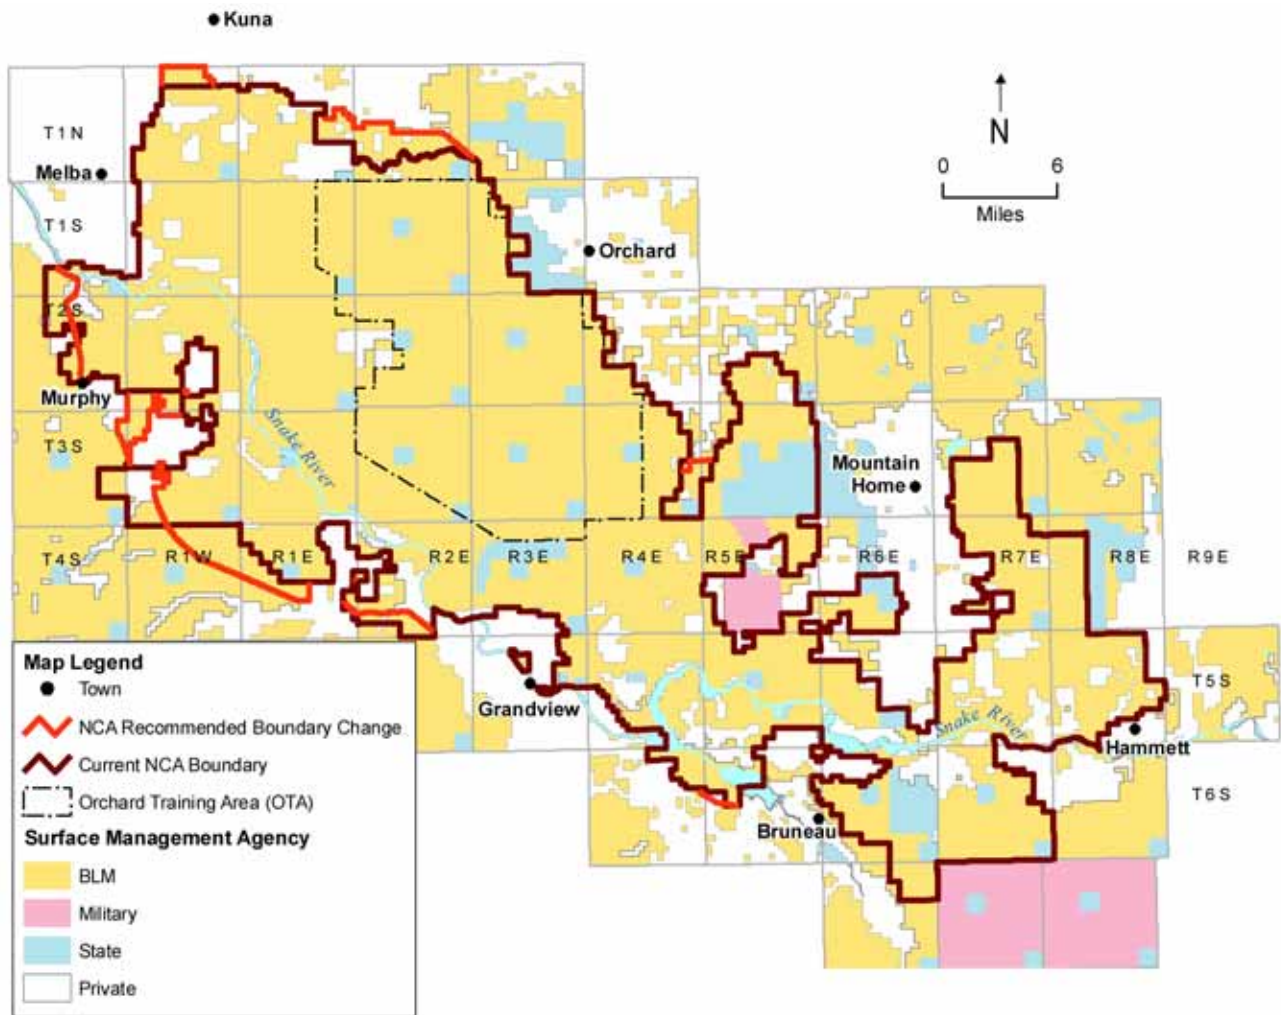 Kuna
N
0 6
Miles
T1N
Melba
T1S
Orchard
T2S
Murphy
Snake River
T3S
Mountain
Home
T4S
R1W
R1E
R2E
R3E
R4E
R5E
R6E
R7E
R8E
R9E
T5S
Grandview
Snake River
Hammett
T6S
Bruneau
Map Legend
Town
NCA Recommended Boundary Change
Current NCA Boundary
Orchard Training Area (OTA)
Surface Management Agency
BLM
Military
State
Private